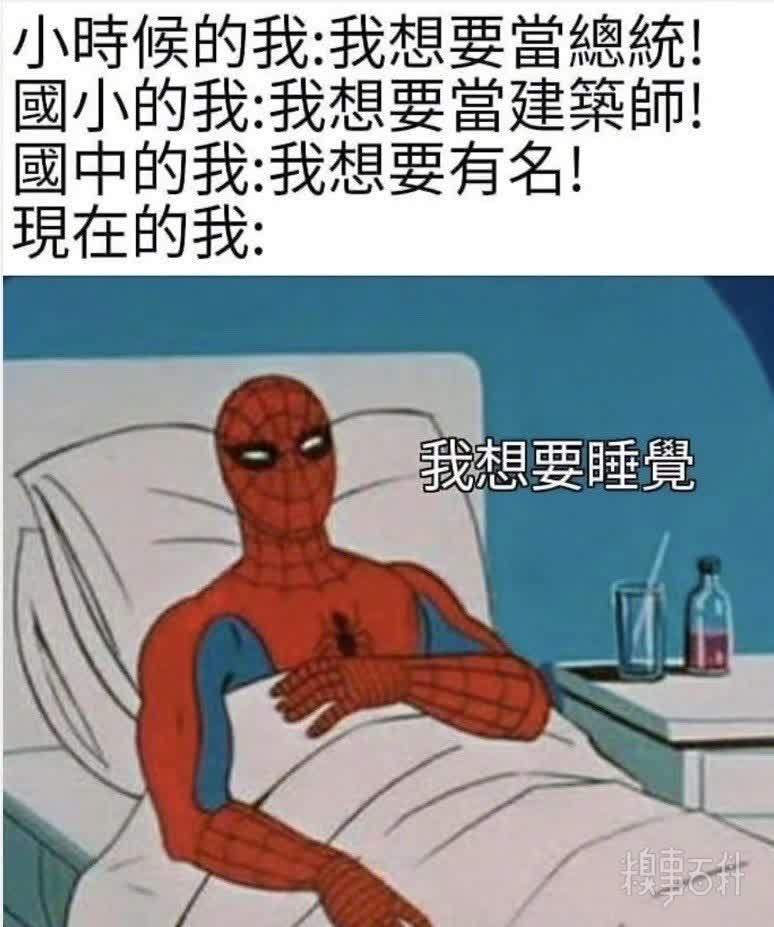 小時候的我:我想要當總統!
國小的我:我想要當建築師!
國中的我:我想要有名!
現在的我:
我想要睡覺
糗事百科